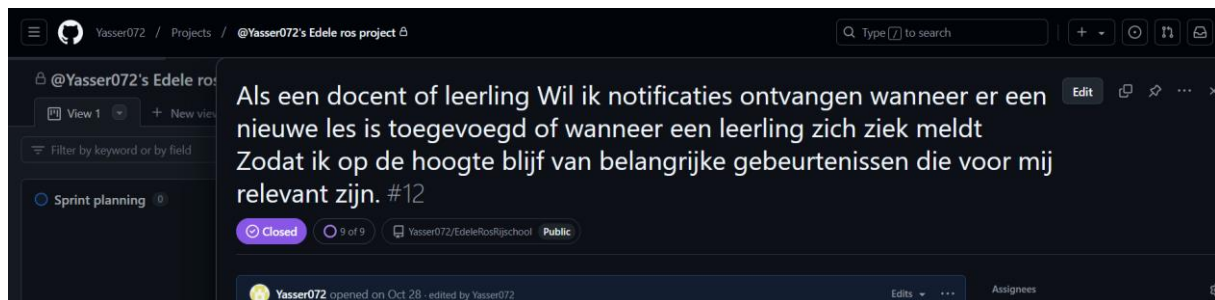 Yasser072 / Projects / @Yasser072's Edele ros project
Type / to search
@Yasser072's Edele ros
View 1
+ New view
Filter by keyword or by field
Sprint planning 0
Als een docent of leerling Wil ik notificaties ontvangen wanneer er een
nieuwe les is toegevoegd of wanneer een leerling zich ziek meldt
Zodat ik op de hoogte blijf van belangrijke gebeurtenissen die voor mij
relevant zijn. #12
Edit
Closed
9 of 9
Yasser072/EdeleRosRijschool Public
Yasser072 opened on Oct 28 · edited by Yasser072
Edits
Assignees